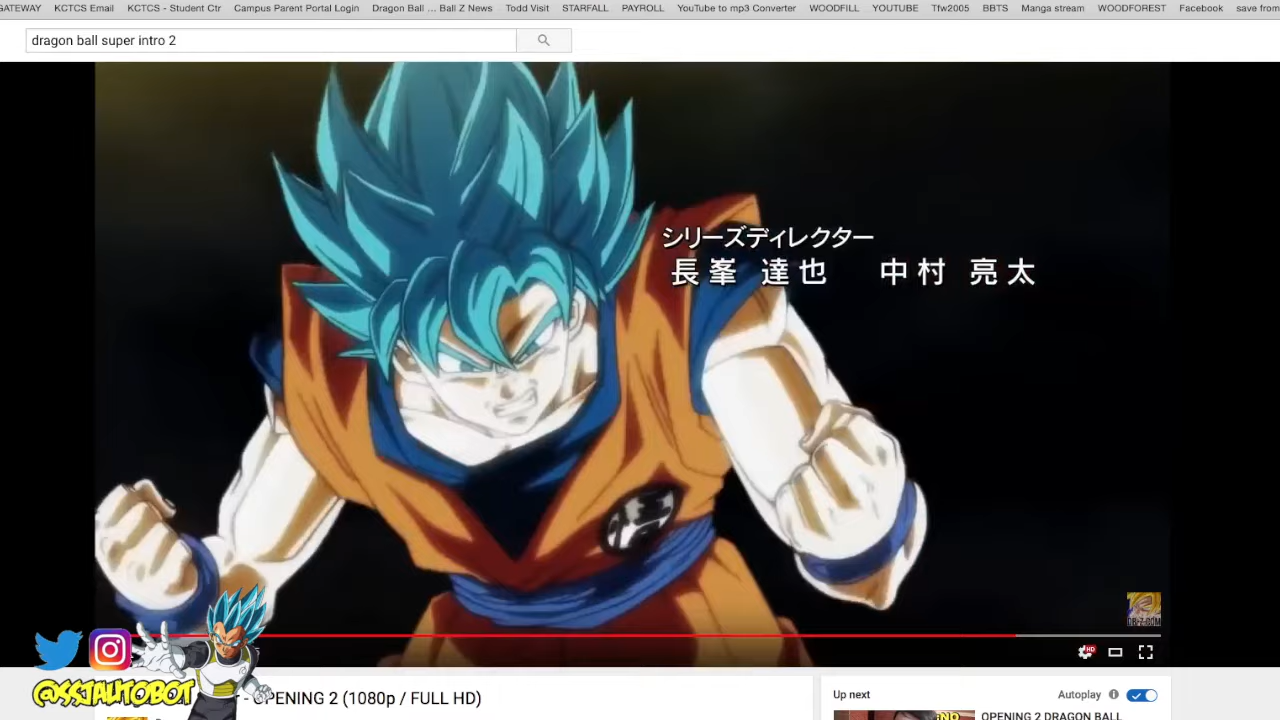 GATEWAY KCTCS Email KCTCS - Student Ctr Campus Parent Portal Login Dragon Ball ... Ball Z News Todd Visit STARFALL PAYROLL YouTube to mp3 Converter WOODFILL YOUTUBE Tfw2005 BBTS Manga stream WOODFOREST Facebook save from
dragon ball super intro 2
シリーズディレクター
長峯 達也 中村 亮太
HD
@SSJAUTOBOT
- OPENING 2 (1080p / FULL HD)
Up next Autoplay
OPENING 2 DRAGON BALL